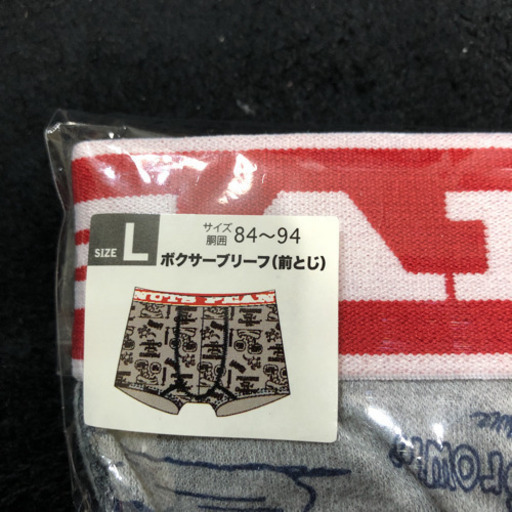 SIZE L
サイズ
胴囲 84～94
ボクサーブリーフ(前とじ)
NUTS PEAN